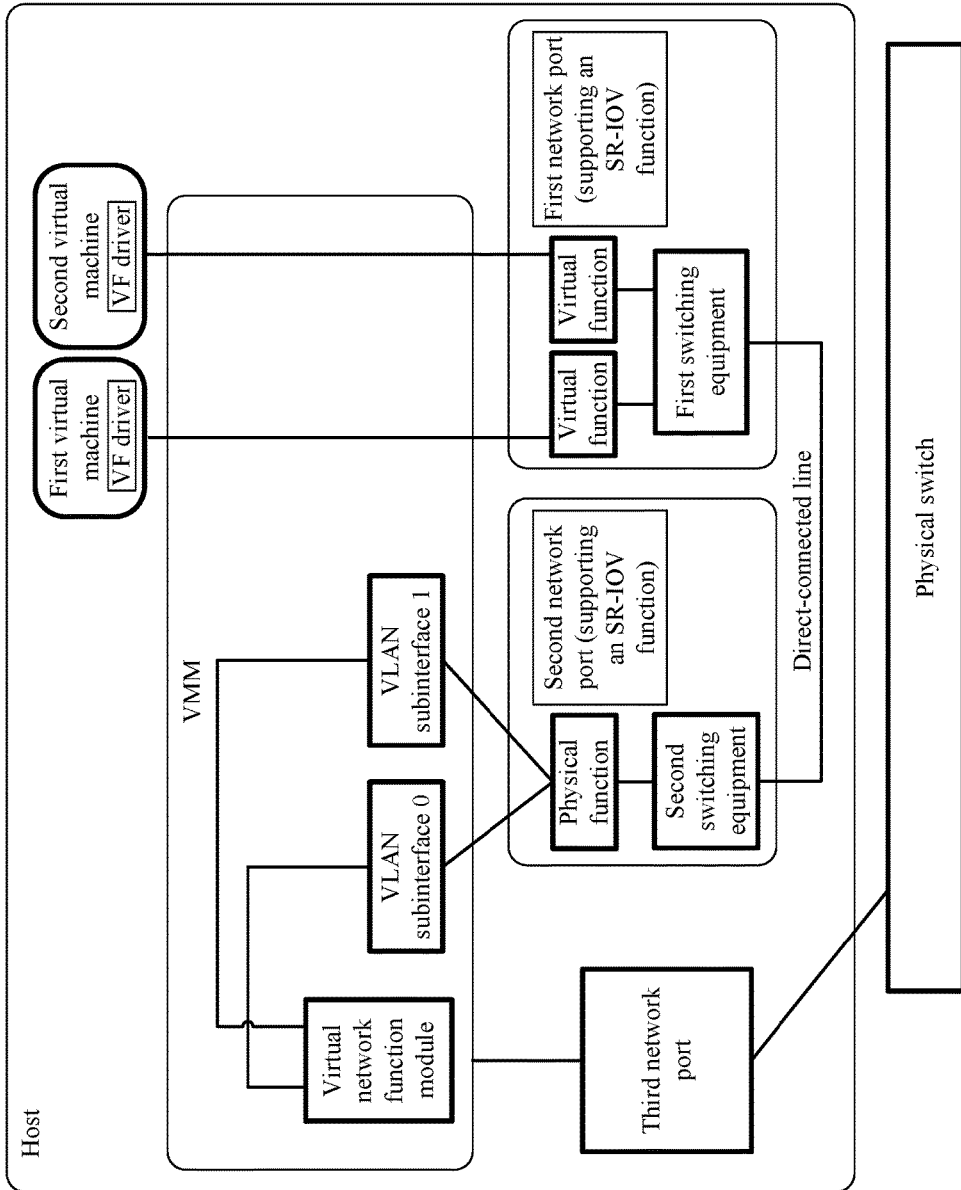 Host
First virtual
machine
VF driver
Second virtual
machine
VF driver
VMM
Virtual
network
function
module
VLAN
subinterface 0
VLAN
subinterface 1
Third network
port
Physical
function
Second network
port (supporting
an SR-IOV
function)
Second
switching
equipment
Virtual
function
Virtual
function
First network port
(supporting an
SR-IOV
function)
First switching
equipment
Direct-connected line
Physical switch